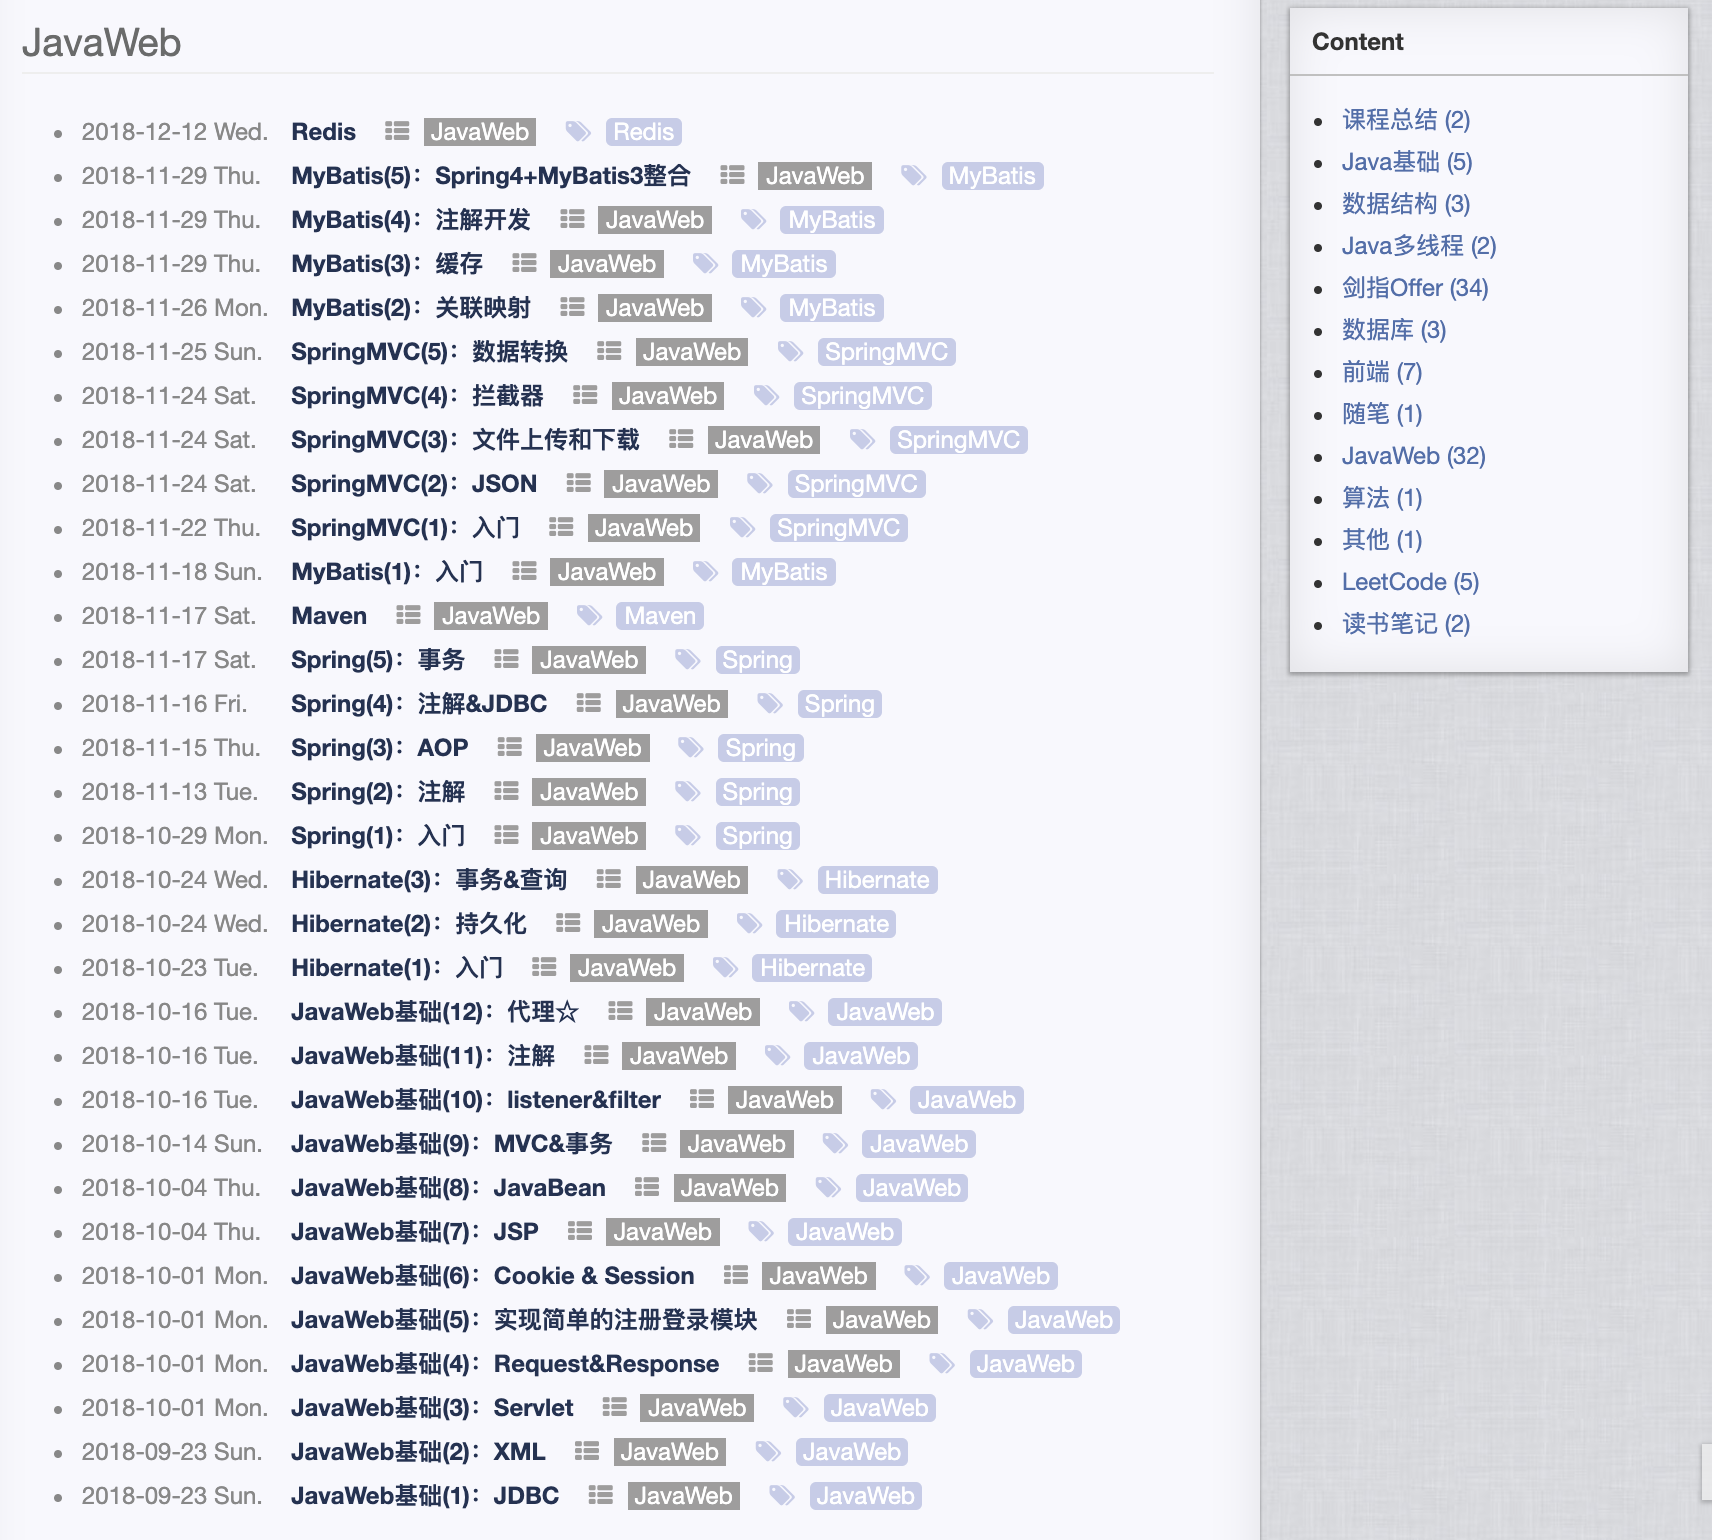 JavaWeb
2018-12-12 Wed. Redis JavaWeb Redis
2018-11-29 Thu. MyBatis(5)：Spring4+MyBatis3整合 JavaWeb MyBatis
2018-11-29 Thu. MyBatis(4)：注解开发 JavaWeb MyBatis
2018-11-29 Thu. MyBatis(3)：缓存 JavaWeb MyBatis
2018-11-26 Mon. MyBatis(2)：关联映射 JavaWeb MyBatis
2018-11-25 Sun. SpringMVC(5)：数据转换 JavaWeb SpringMVC
2018-11-24 Sat. SpringMVC(4)：拦截器 JavaWeb SpringMVC
2018-11-24 Sat. SpringMVC(3)：文件上传和下载 JavaWeb SpringMVC
2018-11-24 Sat. SpringMVC(2)：JSON JavaWeb SpringMVC
2018-11-22 Thu. SpringMVC(1)：入门 JavaWeb SpringMVC
2018-11-18 Sun. MyBatis(1)：入门 JavaWeb MyBatis
2018-11-17 Sat. Maven JavaWeb Maven
2018-11-17 Sat. Spring(5)：事务 JavaWeb Spring
2018-11-16 Fri. Spring(4)：注解&JDBC JavaWeb Spring
2018-11-15 Thu. Spring(3)：AOP JavaWeb Spring
2018-11-13 Tue. Spring(2)：注解 JavaWeb Spring
2018-10-29 Mon. Spring(1)：入门 JavaWeb Spring
2018-10-24 Wed. Hibernate(3)：事务&查询 JavaWeb Hibernate
2018-10-24 Wed. Hibernate(2)：持久化 JavaWeb Hibernate
2018-10-23 Tue. Hibernate(1)：入门 JavaWeb Hibernate
2018-10-16 Tue. JavaWeb基础(12)：代理☆ JavaWeb JavaWeb
2018-10-16 Tue. JavaWeb基础(11)：注解 JavaWeb JavaWeb
2018-10-16 Tue. JavaWeb基础(10)：listener&filter JavaWeb JavaWeb
2018-10-14 Sun. JavaWeb基础(9)：MVC&事务 JavaWeb JavaWeb
2018-10-04 Thu. JavaWeb基础(8)：JavaBean JavaWeb JavaWeb
2018-10-04 Thu. JavaWeb基础(7)：JSP JavaWeb JavaWeb
2018-10-01 Mon. JavaWeb基础(6)：Cookie & Session JavaWeb JavaWeb
2018-10-01 Mon. JavaWeb基础(5)：实现简单的注册登录模块 JavaWeb JavaWeb
2018-10-01 Mon. JavaWeb基础(4)：Request&Response JavaWeb JavaWeb
2018-10-01 Mon. JavaWeb基础(3)：Servlet JavaWeb JavaWeb
2018-09-23 Sun. JavaWeb基础(2)：XML JavaWeb JavaWeb
2018-09-23 Sun. JavaWeb基础(1)：JDBC JavaWeb JavaWeb
Content
课程总结 (2)
Java基础 (5)
数据结构 (3)
Java多线程 (2)
剑指Offer (34)
数据库 (3)
前端 (7)
随笔 (1)
JavaWeb (32)
算法 (1)
其他 (1)
LeetCode (5)
读书笔记 (2)